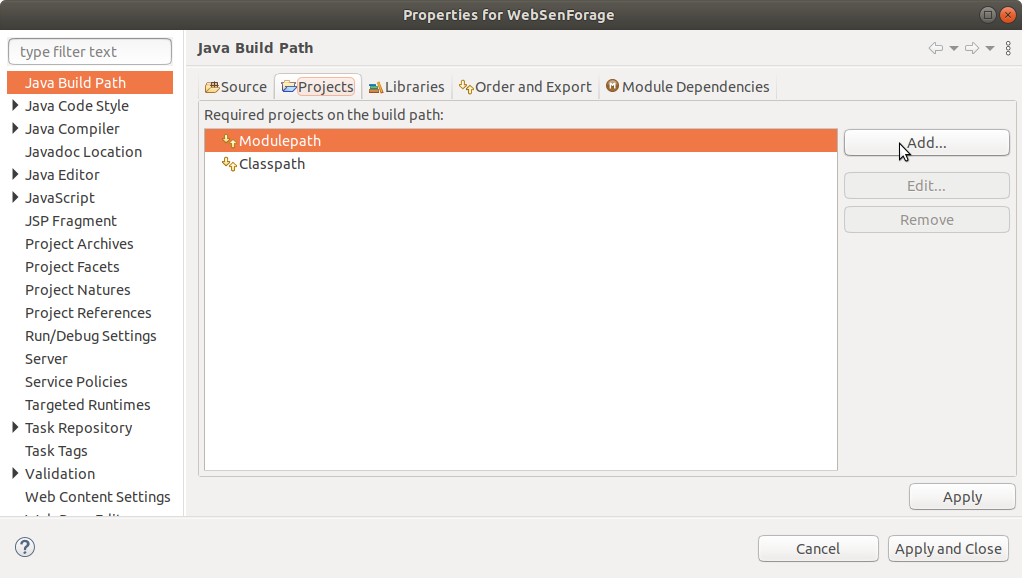 Properties for WebSenForage
type filter text
Java Build Path
Java Code Style
Java Compiler
Javadoc Location
Java Editor
JavaScript
JSP Fragment
Project Archives
Project Facets
Project Natures
Project References
Run/Debug Settings
Server
Service Policies
Targeted Runtimes
Task Repository
Task Tags
Validation
Web Content Settings
Java Build Path
Source
Projects
Libraries
Order and Export
Module Dependencies
Required projects on the build path:
Modulepath
Classpath
Add...
Edit...
Remove
Apply
Cancel
Apply and Close